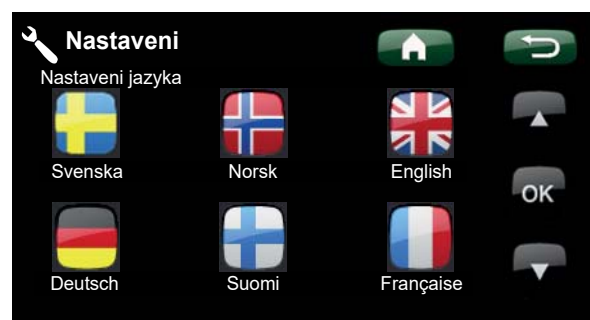 Nastaveni
Nastaveni jazyka
Svenska Norsk English
OK
Deutsch Suomi Française